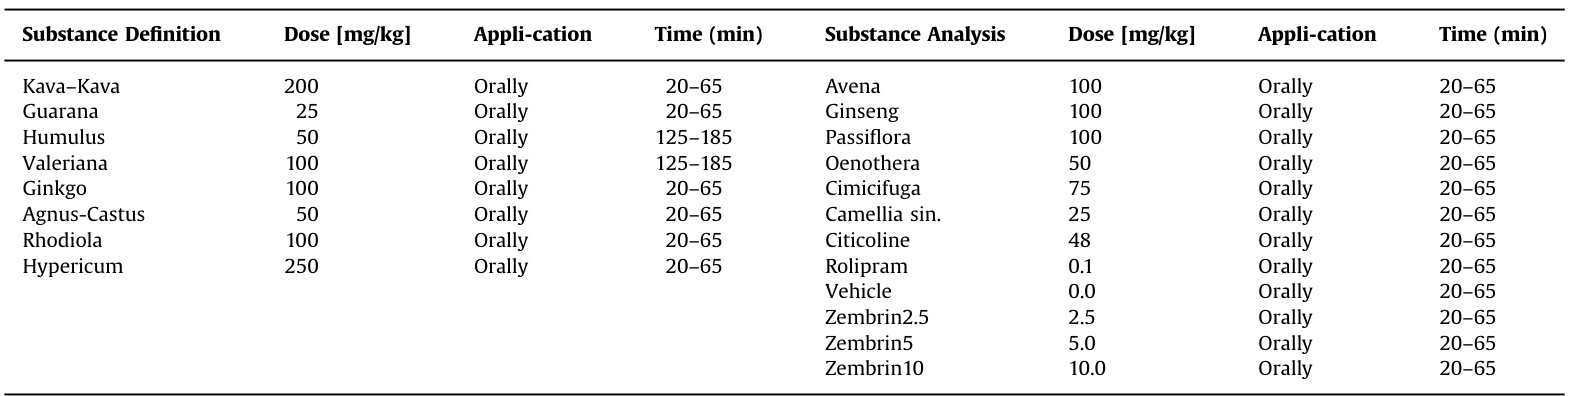 Substance Definition Dose [mg/kg] Appli-cation Time (min) Substance Analysis Dose [mg/kg] Appli-cation Time (min)
Kava–Kava 200 Orally 20–65 Avena 100 Orally 20–65
Guarana 25 Orally 20–65 Ginseng 100 Orally 20–65
Humulus 50 Orally 125–185 Passiflora 100 Orally 20–65
Valeriana 100 Orally 125–185 Oenothera 50 Orally 20–65
Ginkgo 100 Orally 20–65 Cimicifuga 75 Orally 20–65
Agnus-Castus 50 Orally 20–65 Camellia sin. 25 Orally 20–65
Rhodiola 100 Orally 20–65 Citicoline 48 Orally 20–65
Hypericum 250 Orally 20–65 Rolipram 0.1 Orally 20–65
Vehicle 0.0 Orally 20–65
Zembrin2.5 2.5 Orally 20–65
Zembrin5 5.0 Orally 20–65
Zembrin10 10.0 Orally 20–65